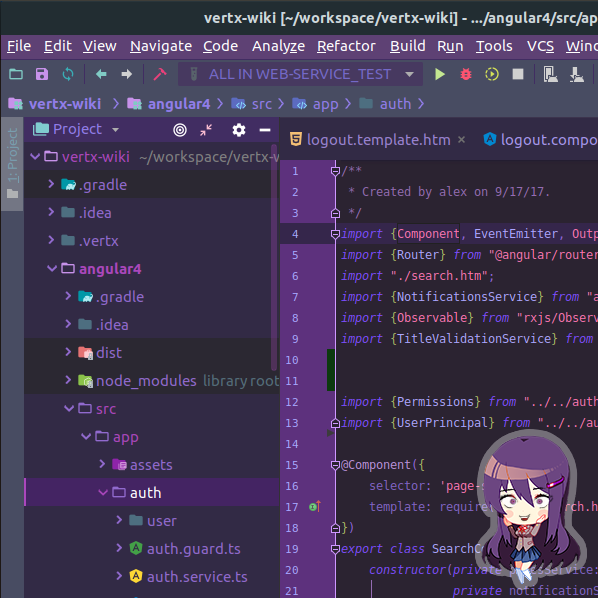 vertx-wiki [~/workspace/vertx-wiki] - .../angular4/src/ap
File Edit View Navigate Code Analyze Refactor Build Run Tools VCS Wind
ALL IN WEB-SERVICE_TEST
vertx-wiki angular4 src app auth
1: Project
Project
logout.template.htm logout.compo
vertx-wiki ~/workspace/vertx-w
.gradle
.idea
.vertx
angular4
.gradle
.idea
dist
node_modules library root
src
app
assets
auth
user
auth.guard.ts
auth.service.ts
1 /**
2 * Created by alex on 9/17/17.
3 */
4 import {Component, EventEmitter, Outp
5 import {Router} from "@angular/router
6 import "./search.htm";
7 import {NotificationsService} from "a
8 import {Observable} from "rxjs/Obser
9 import {TitleValidationService} from
10
11
12 import {Permissions} from "../../auth
13 import {UserPrincipal} from "../../au
14
15 @Component({
16 selector: 'page-s
17 template: require arch.h
18 })
19 export class SearchC
20 constructor(private Service:
21 private notificationS